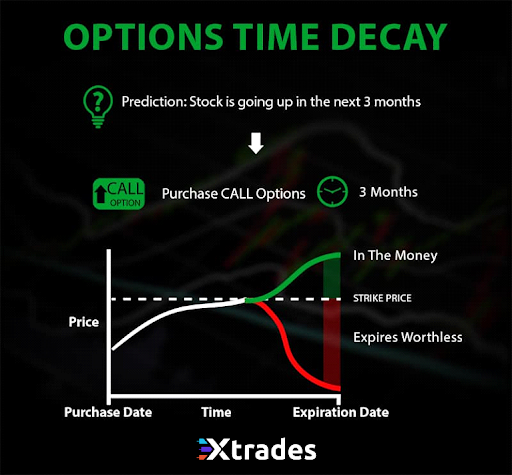 OPTIONS TIME DECAY
?
Prediction: Stock is going up in the next 3 months
CALL
OPTION
Purchase CALL Options
3 Months
In The Money
STRIKE PRICE
Price
Expires Worthless
Purchase Date
Time
Expiration Date
Xtrades